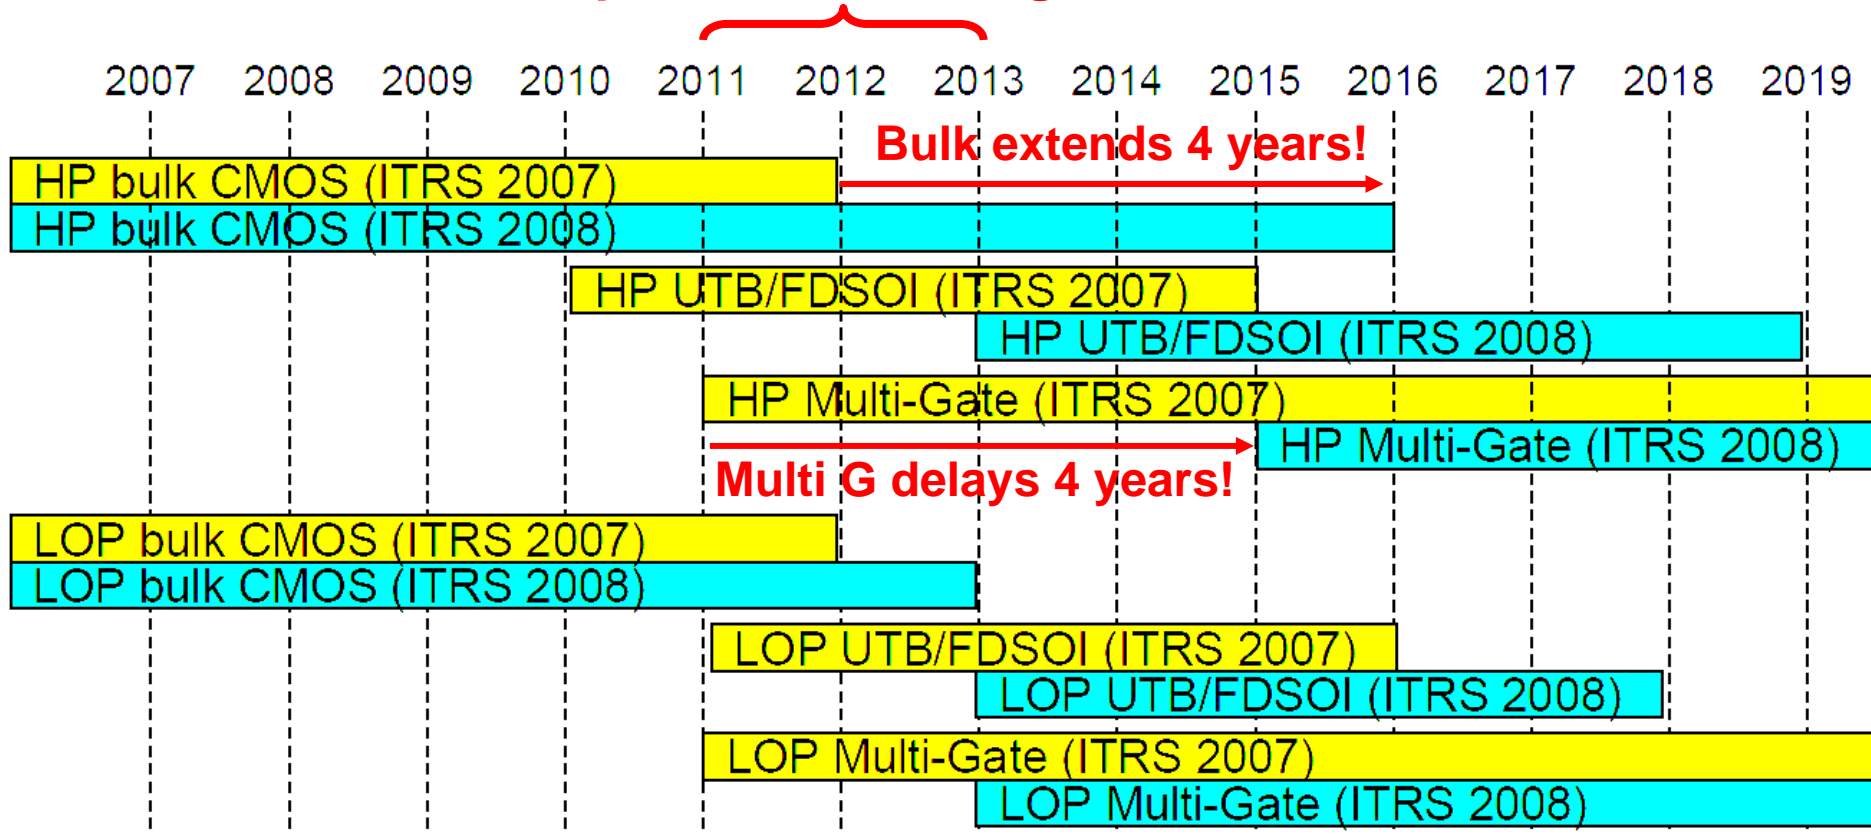 2007 2008 2009 2010 2011 2012 2013 2014 2015 2016 2017 2018 2019
Bulk extends 4 years!
HP bulk CMOS (ITRS 2007)
HP bulk CMOS (ITRS 2008)
HP UTB/FDSOI (ITRS 2007)
HP UTB/FDSOI (ITRS 2008)
HP Multi-Gate (ITRS 2007)
HP Multi-Gate (ITRS 2008)
Multi G delays 4 years!
LOP bulk CMOS (ITRS 2007)
LOP bulk CMOS (ITRS 2008)
LOP UTB/FDSOI (ITRS 2007)
LOP UTB/FDSOI (ITRS 2008)
LOP Multi-Gate (ITRS 2007)
LOP Multi-Gate (ITRS 2008)